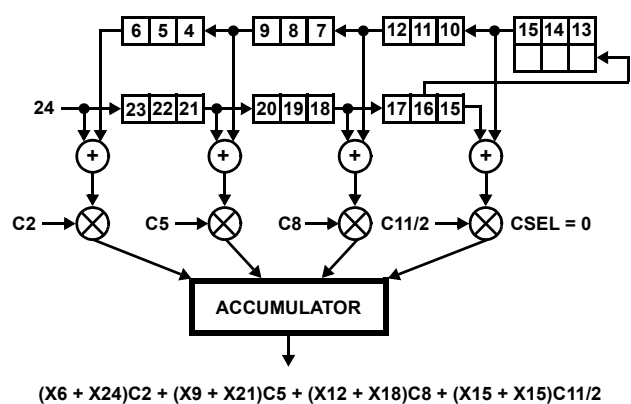 6 5 4 9 8 7 12 11 10 15 14 13
24 23 22 21 20 19 18 17 16 15
+ + + +
C2 C5 C8 C11/2 CSEL = 0
ACCUMULATOR
(X6 + X24)C2 + (X9 + X21)C5 + (X12 + X18)C8 + (X15 + X15)C11/2